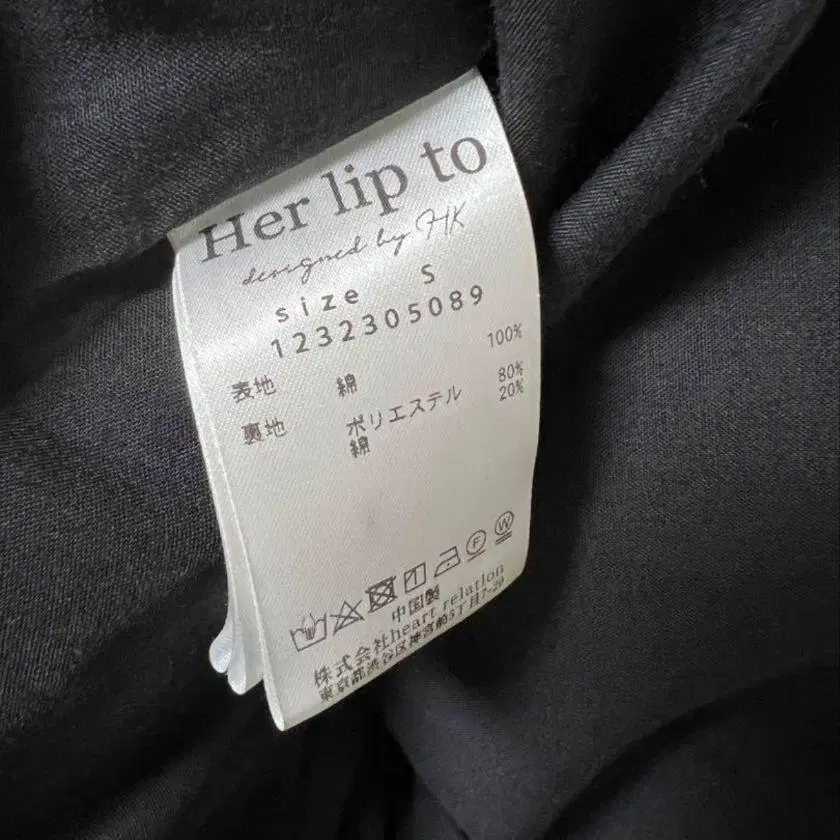 Her lip to
designed by HK
size S
1232305089
表地 綿 100%
裏地 ポリエステル 80%
綿 20%
F W
中国製
株式会社heart relation
東京都渋谷区神宮前5丁目7-20